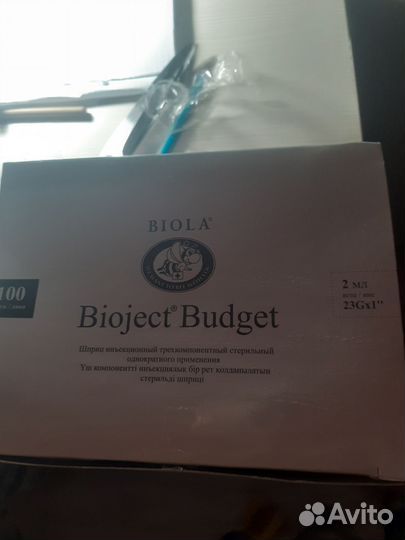 BIOLA®
100
2 мл
23Gx1"
Bioject® Budget
Шприц инъекционный трехкомпонентный стерильный
однократного применения
Үш компонентті инъекциялық бір рет қолданылатын
стерильді шприці
Avito